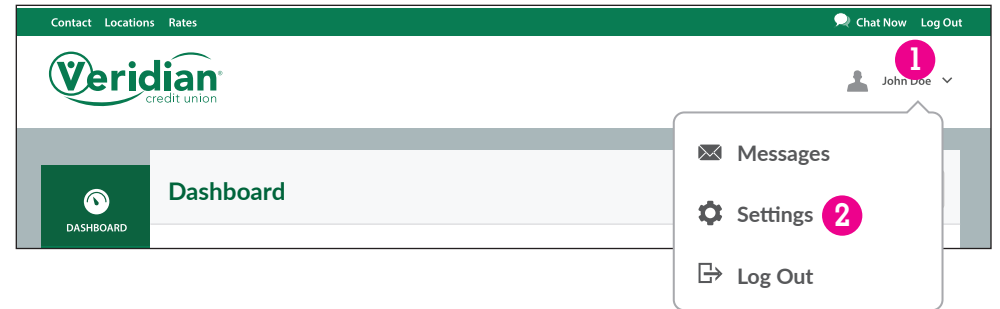 Contact Locations Rates
Chat Now Log Out
Veridian
credit union
1
John Doe
Messages
Dashboard
Settings 2
DASHBOARD
Log Out